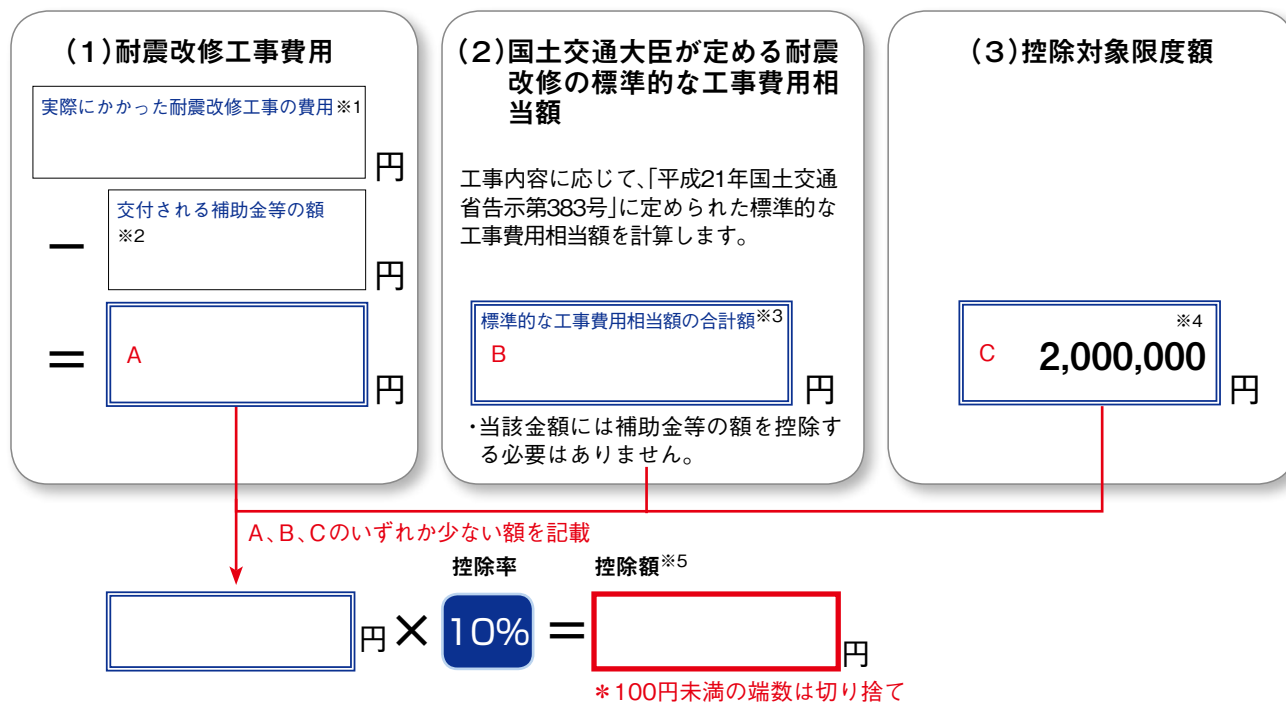 （1）耐震改修工事費用
実際にかかった耐震改修工事の費用※1
円
−
交付される補助金等の額
※2
円
＝
A
円
（2）国土交通大臣が定める耐震
改修の標準的な工事費用相
当額
工事内容に応じて、「平成21年国土交通
省告示第383号」に定められた標準的な
工事費用相当額を計算します。
標準的な工事費用相当額の合計額※3
B
円
・当該金額には補助金等の額を控除す
る必要はありません。
（3）控除対象限度額
※4
C 2,000,000
円
A、B、Cのいずれか少ない額を記載
控除率
控除額※5
円 × 10% ＝ 円
＊100円未満の端数は切り捨て